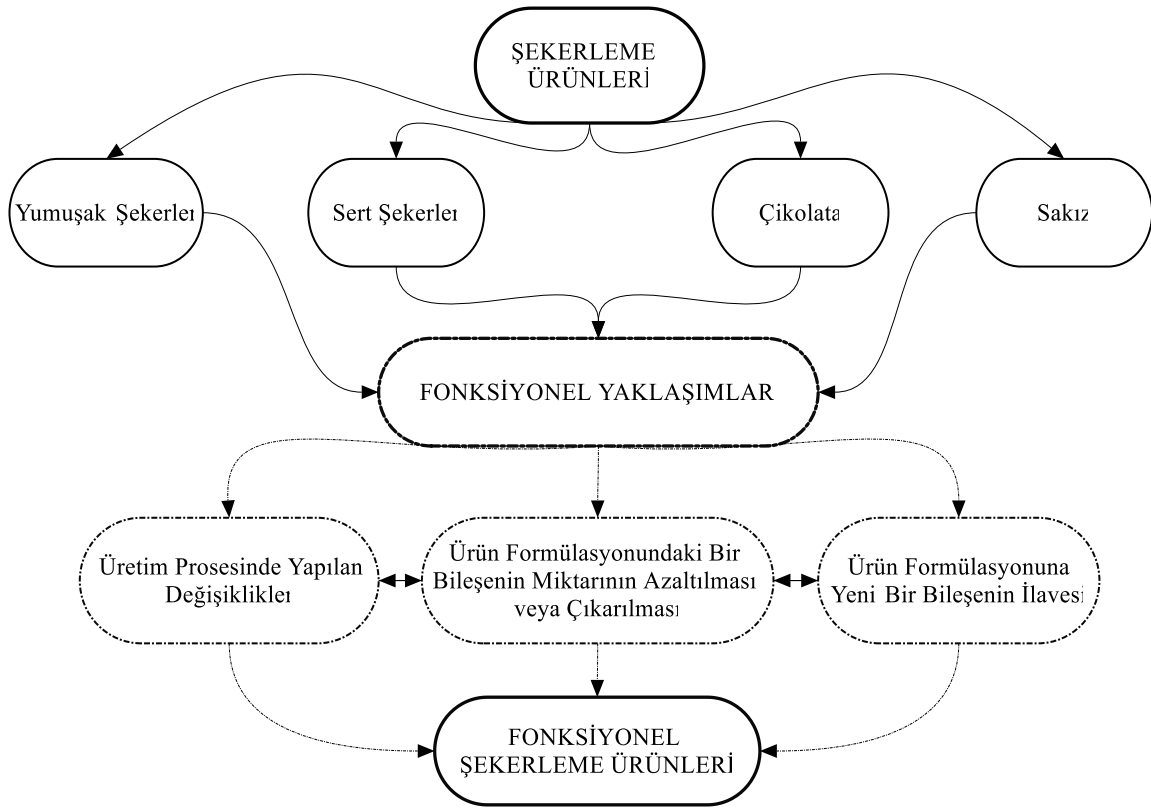 ŞEKERLEME
ÜRÜNLERİ
Yumuşak Şekerler
Sert Şekerler
Çikolata
Sakız
FONKSİYONEL YAKLAŞIMLAR
Üretim Prosesinde Yapılan
Değişiklikler
Ürün Formülasyonundaki Bir
Bileşenin Miktarının Azaltılması
veya Çıkarılması
Ürün Formülasyonuna
Yeni Bir Bileşenin İlavesi
FONKSİYONEL
ŞEKERLEME ÜRÜNLERİ